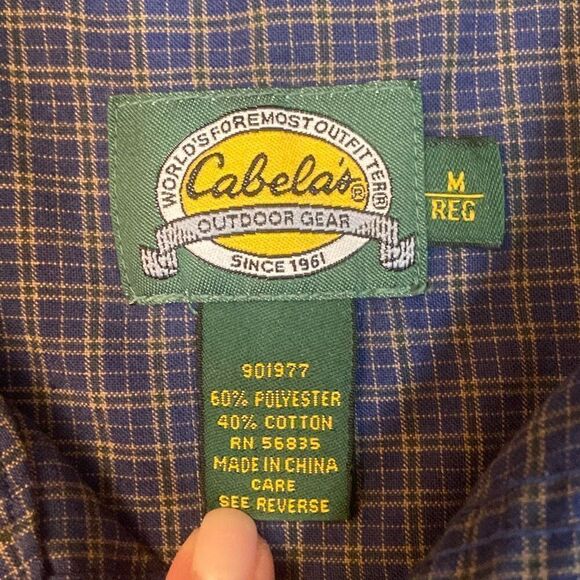 WORLD'S FOREMOST OUTFITTER®
Cabela's®
OUTDOOR GEAR
SINCE 1961
M
REG
901977
60% POLYESTER
40% COTTON
RN 56835
MADE IN CHINA
CARE
SEE REVERSE